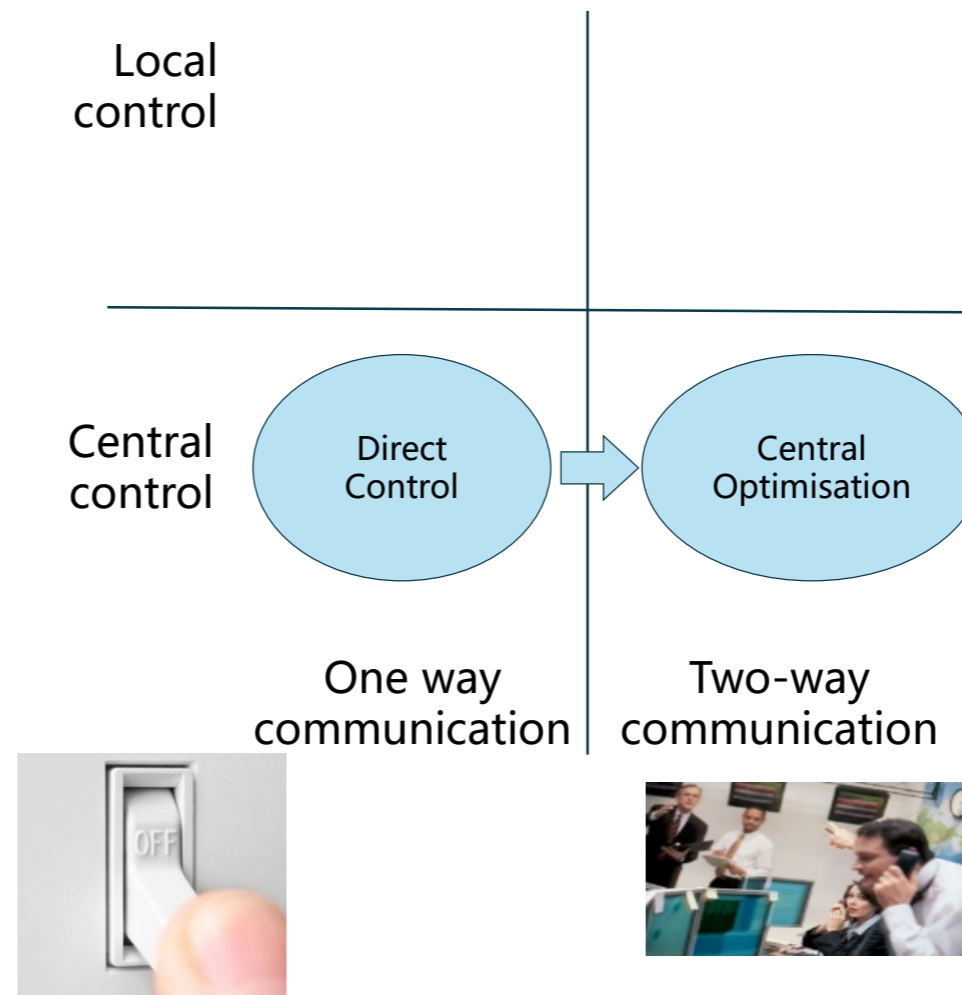 Local
control
Central
control
Direct
Control
Central
Optimisation
One way
communication
Two-way
communication
OFF